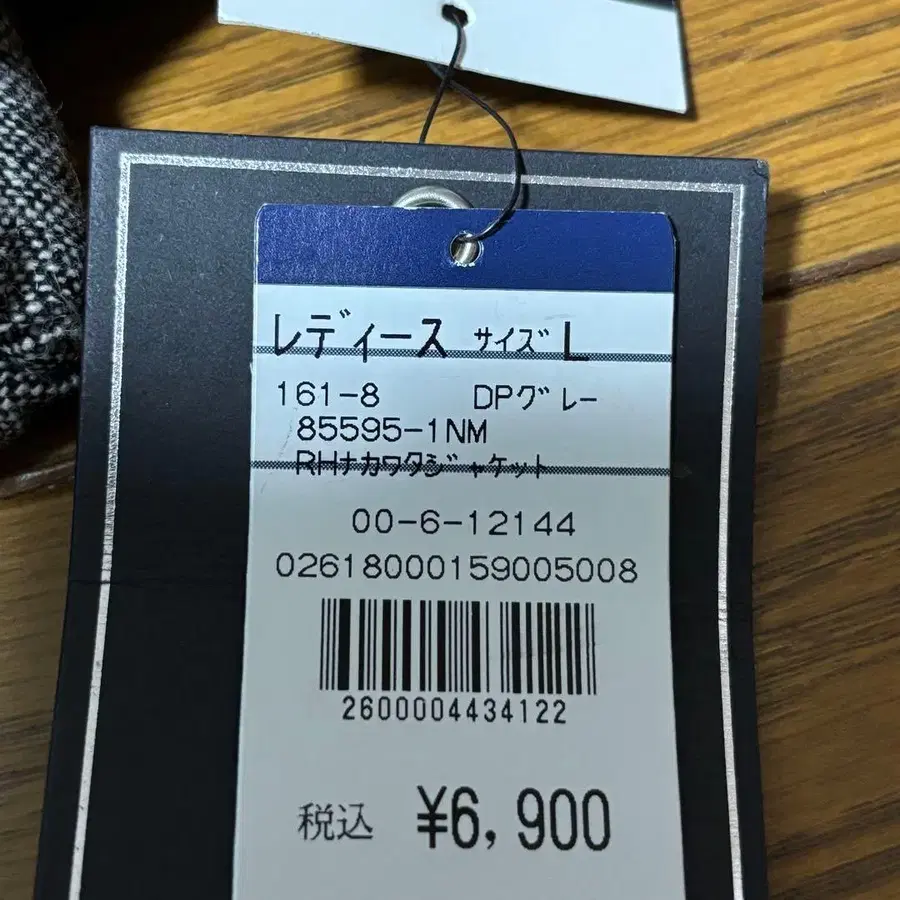 レディース サイズ L
161-8 DPグレー
85595-1NM
RHナカワタジャケット
00-6-12144
02618000159005008
2600004434122
税込 ¥6,900